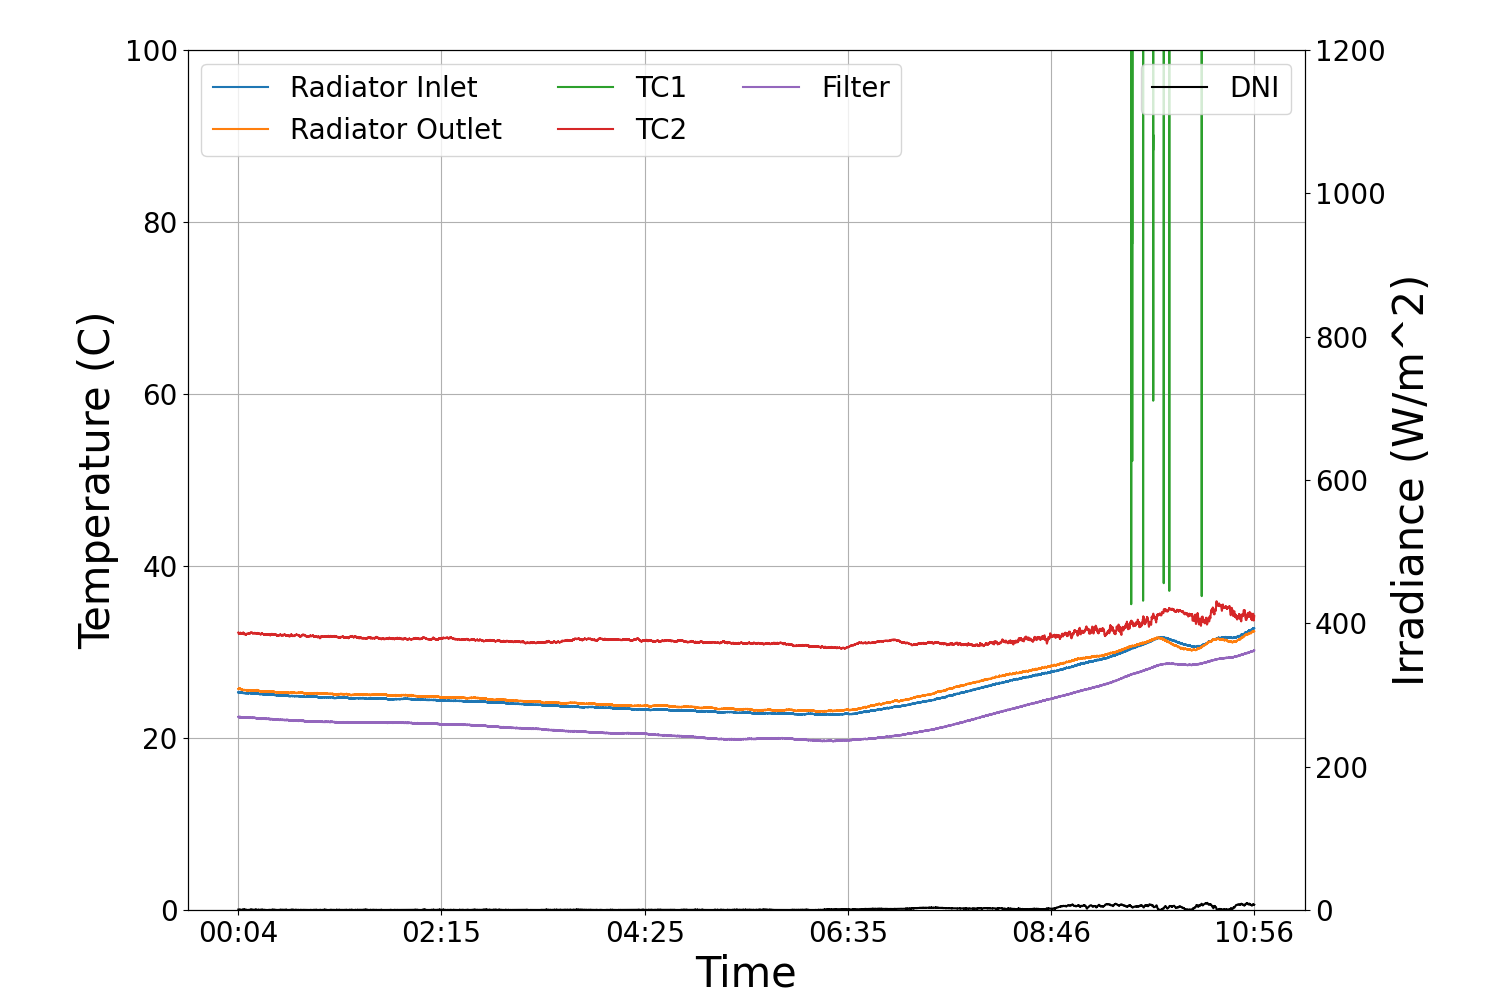 100
80
60
40
20
0
Temperature (C)
Radiator Inlet
Radiator Outlet
TC1
TC2
Filter
DNI
1200
1000
800
600
400
200
0
Irradiance (W/m^2)
00:04 02:15 04:25 06:35 08:46 10:56
Time